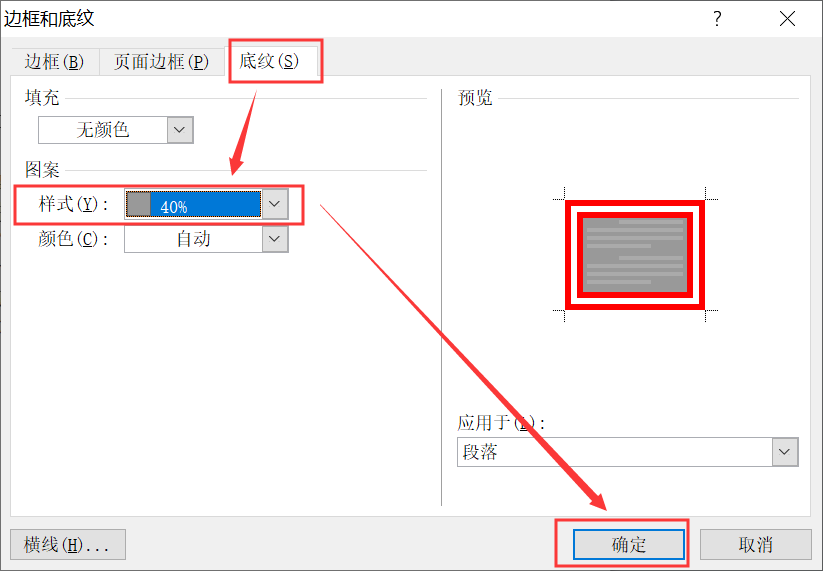 边框和底纹 ?
边框(B) 页面边框(P) 底纹(S)
填充
无颜色
图案
样式(Y): 40%
颜色(C): 自动
预览
应用于(L):
段落
横线(H)... 确定 取消